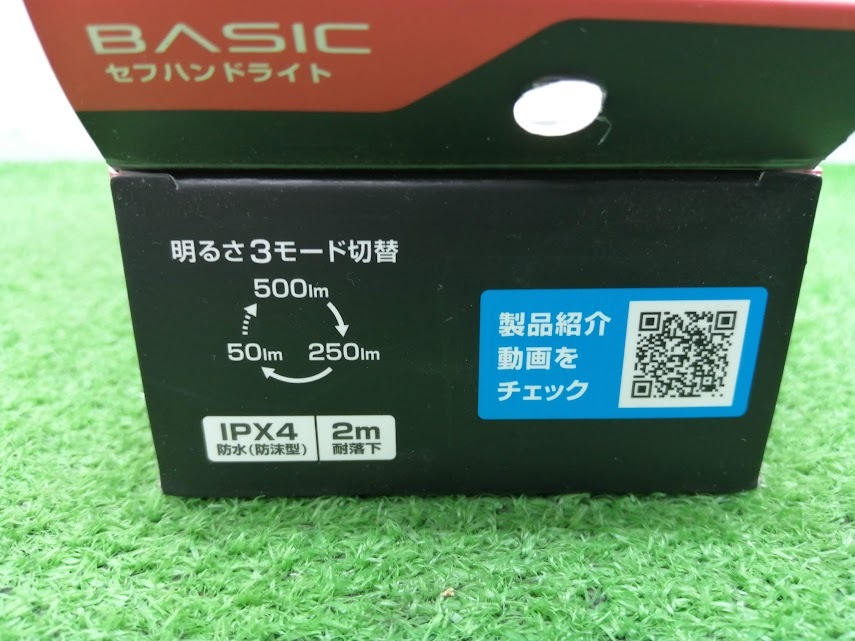 BASIC
セフハンドライト
明るさ3モード切替
500lm
50lm 250lm
IPX4
防水(防沫型)
2m
耐落下
製品紹介
動画を
チェック